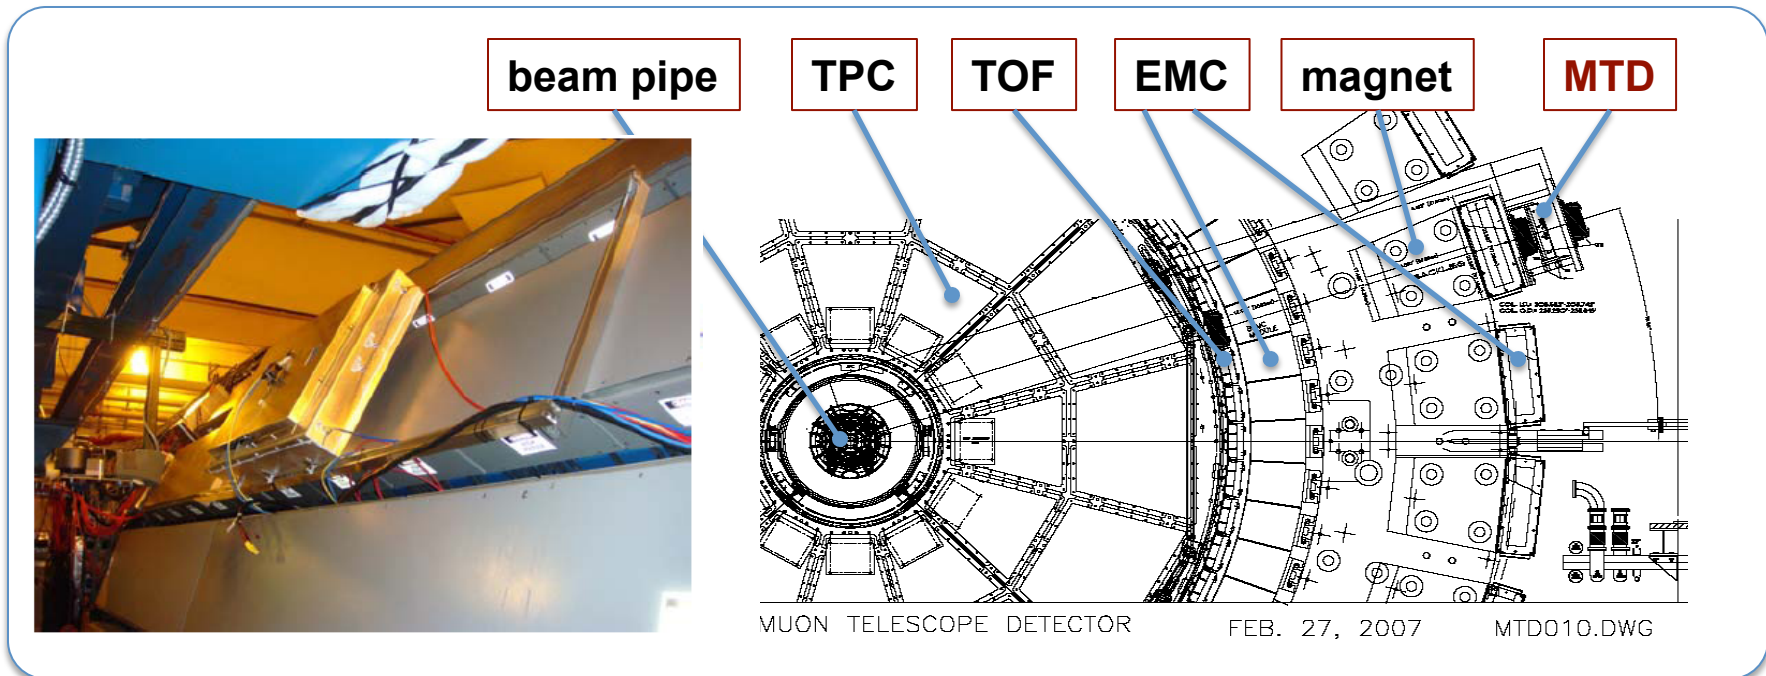 beam pipe
TPC
TOF
EMC
magnet
MTD
MUON TELESCOPE DETECTOR
FEB. 27, 2007
MTD010.DWG